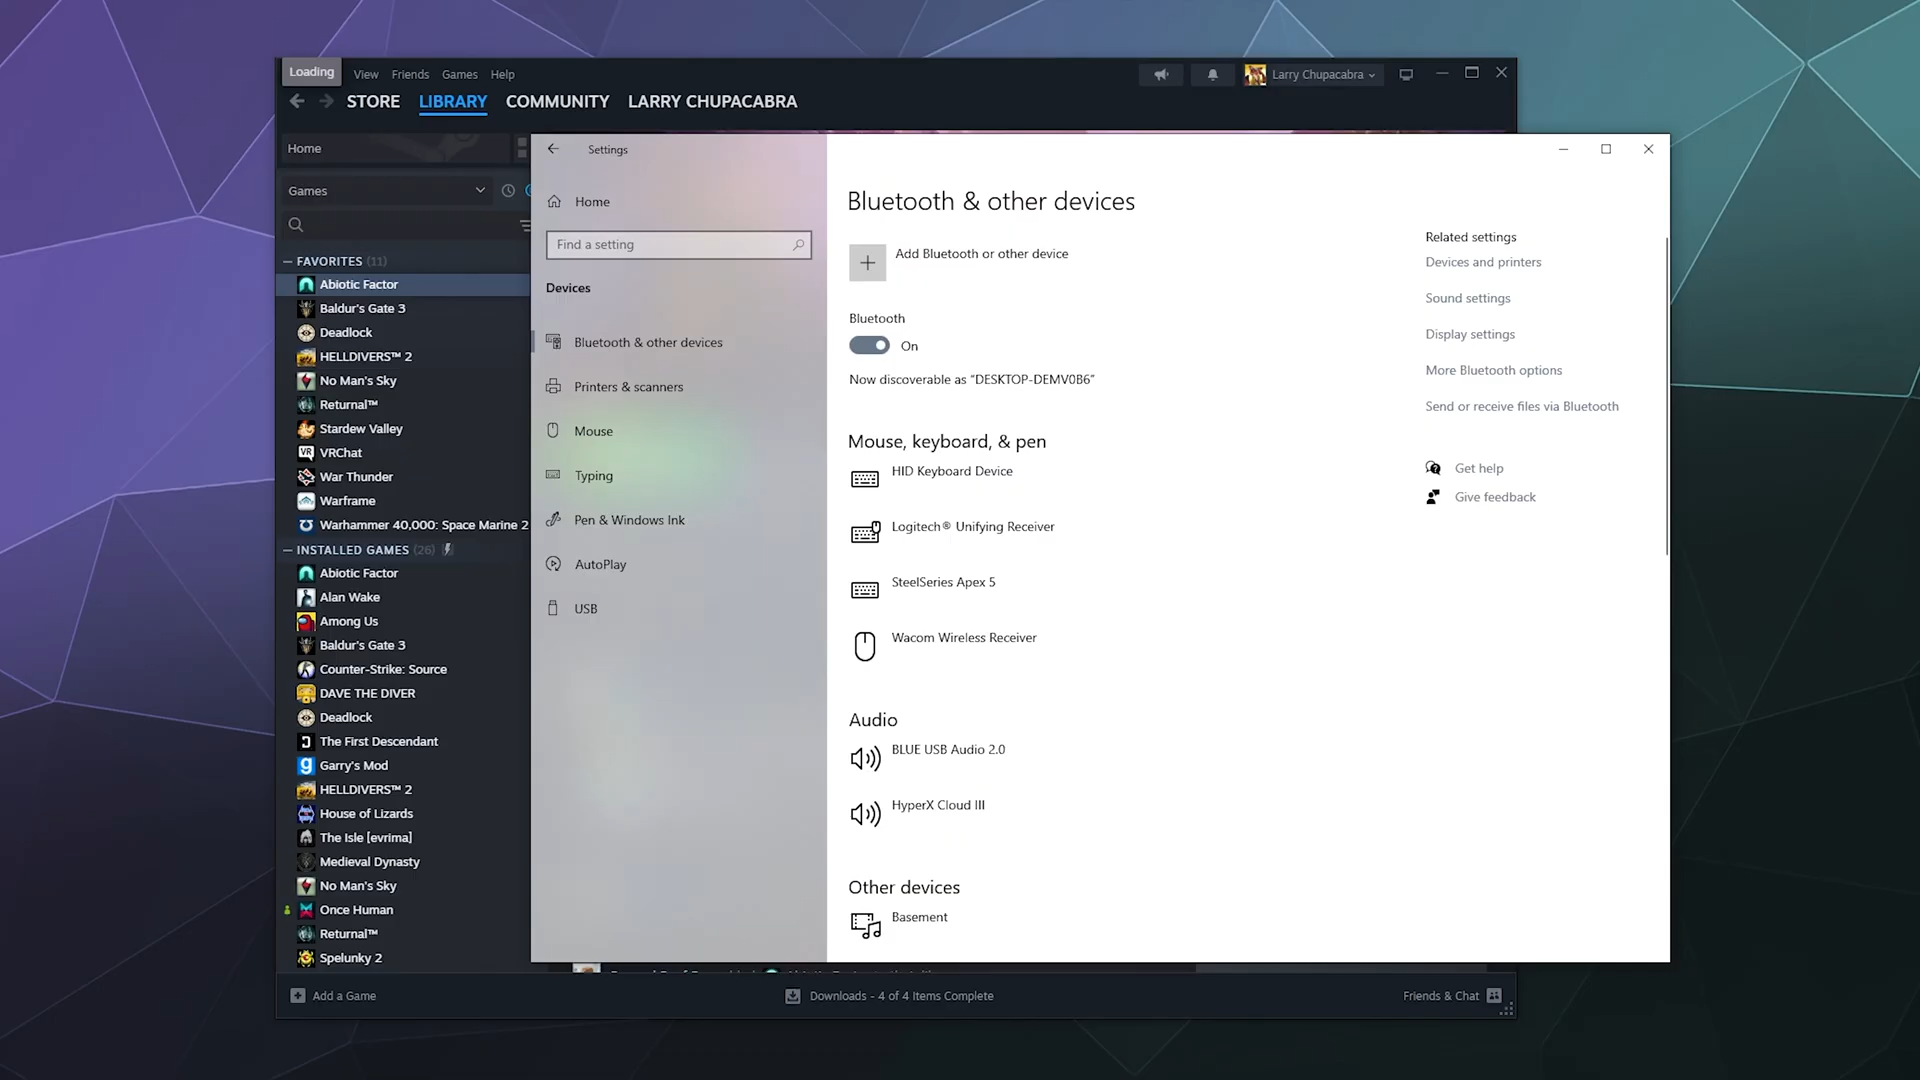 Loading
View
Friends
Games
Help
Larry Chupacabra
STORE
LIBRARY
COMMUNITY
LARRY CHUPACABRA
Home
Games
FAVORITES (11)
Abiotic Factor
Baldur's Gate 3
Deadlock
HELLDIVERS™ 2
No Man's Sky
Returnal™
Stardew Valley
VRChat
War Thunder
Warframe
Warhammer 40,000: Space Marine 2
INSTALLED GAMES (26)
Abiotic Factor
Alan Wake
Among Us
Baldur's Gate 3
Counter-Strike: Source
DAVE THE DIVER
Deadlock
The First Descendant
Garry's Mod
HELLDIVERS™ 2
House of Lizards
The Isle [evrima]
Medieval Dynasty
No Man's Sky
Once Human
Returnal™
Spelunky 2
Add a Game
Downloads - 4 of 4 Items Complete
Friends & Chat
Settings
Home
Find a setting
Devices
Bluetooth & other devices
Printers & scanners
Mouse
Typing
Pen & Windows Ink
AutoPlay
USB
Bluetooth & other devices
Add Bluetooth or other device
Bluetooth
On
Now discoverable as “DESKTOP-DEMV0B6”
Mouse, keyboard, & pen
HID Keyboard Device
Logitech® Unifying Receiver
SteelSeries Apex 5
Wacom Wireless Receiver
Audio
BLUE USB Audio 2.0
HyperX Cloud III
Other devices
Basement
Related settings
Devices and printers
Sound settings
Display settings
More Bluetooth options
Send or receive files via Bluetooth
Get help
Give feedback